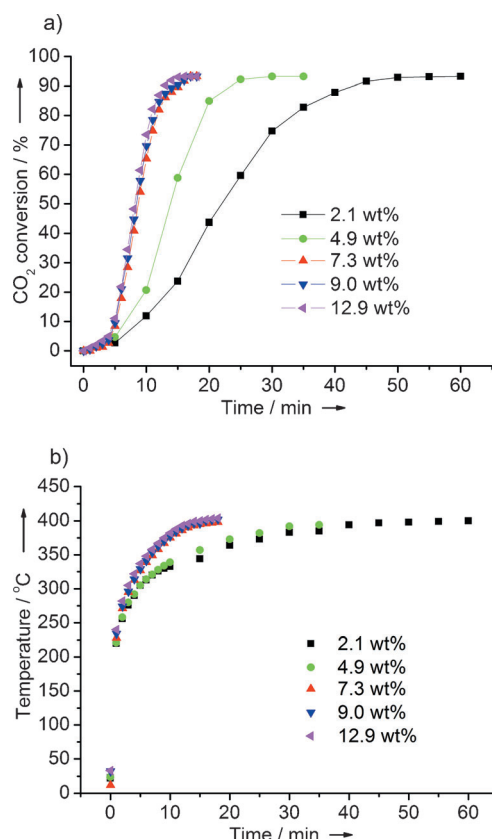 a)
100
90
80
70
60
50
40
30
20
10
0
CO₂ conversion / %
2.1 wt%
4.9 wt%
7.3 wt%
9.0 wt%
12.9 wt%
0 10 20 30 40 50 60
Time / min
b)
450
400
350
300
250
200
150
100
50
0
Temperature / °C
2.1 wt%
4.9 wt%
7.3 wt%
9.0 wt%
12.9 wt%
0 10 20 30 40 50 60
Time / min